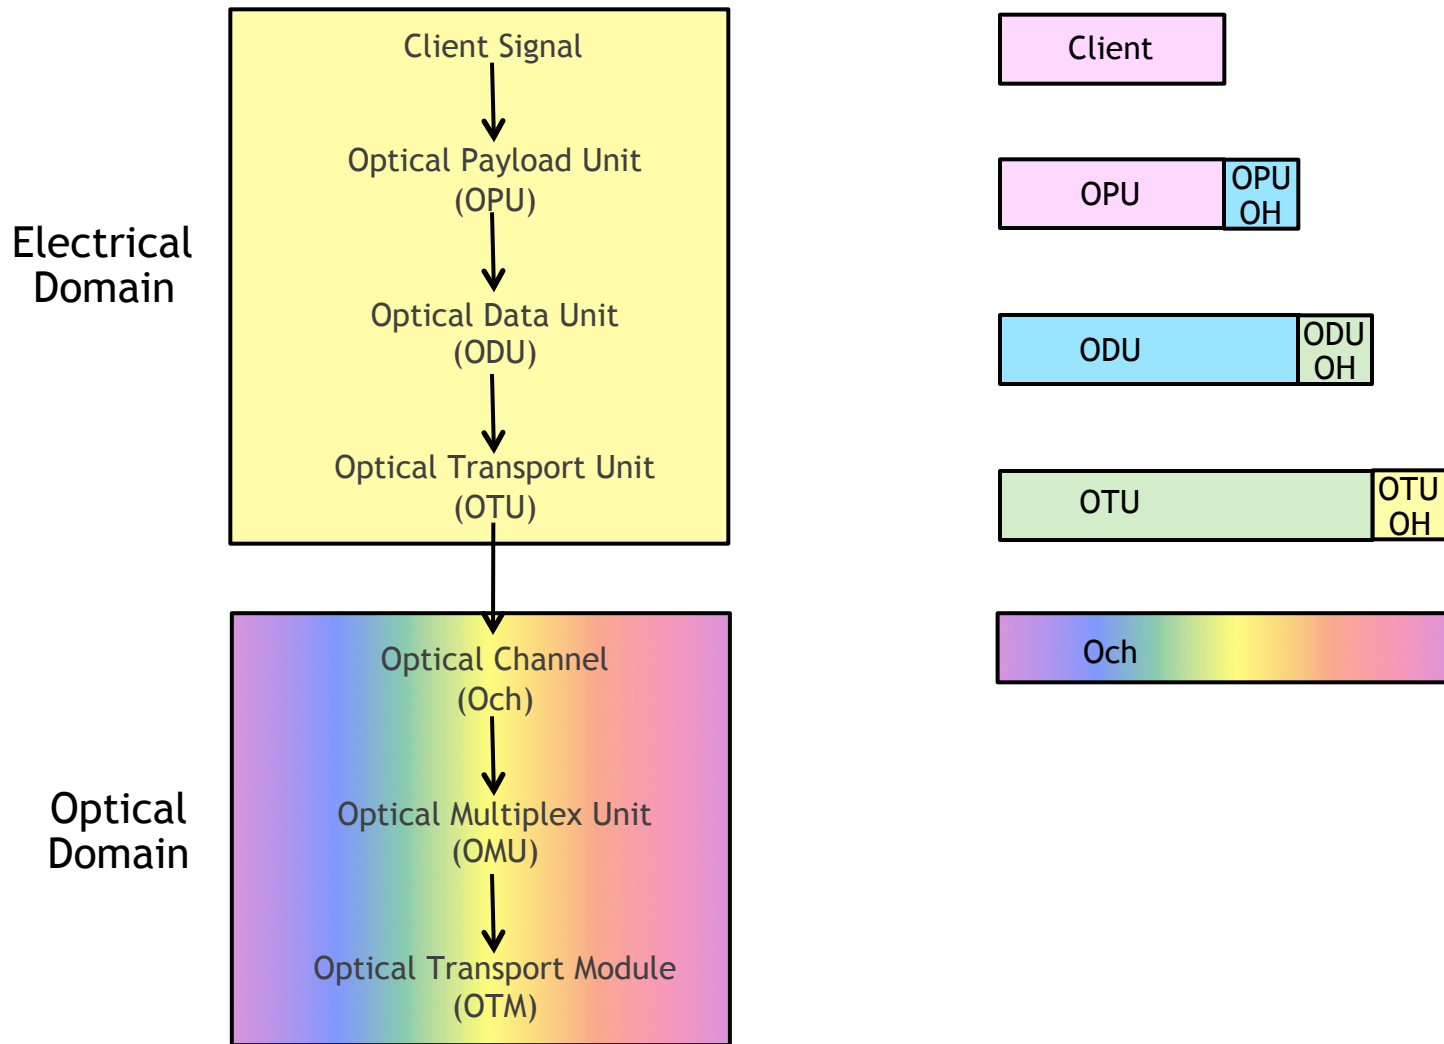 Client Signal
Optical Payload Unit
(OPU)
Electrical
Domain
Optical Data Unit
(ODU)
Optical Transport Unit
(OTU)
Optical Channel
(Och)
Optical
Domain
Optical Multiplex Unit
(OMU)
Optical Transport Module
(OTM)
Client
OPU
OPU
OH
ODU
ODU
OH
OTU
OTU
OH
Och